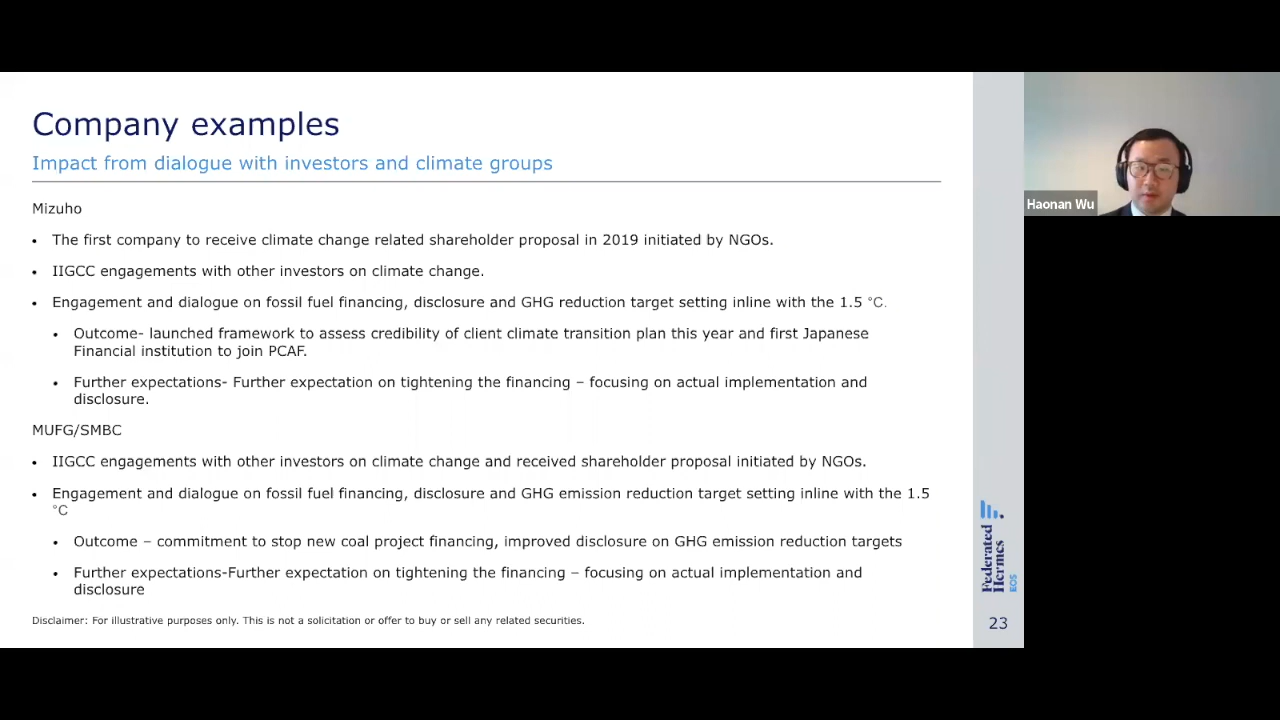 Company examples
Impact from dialogue with investors and climate groups
Mizuho
• The first company to receive climate change related shareholder proposal in 2019 initiated by NGOs.
• IIGCC engagements with other investors on climate change.
• Engagement and dialogue on fossil fuel financing, disclosure and GHG reduction target setting inline with the 1.5 °C.
• Outcome- launched framework to assess credibility of client climate transition plan this year and first Japanese
Financial institution to join PCAF.
• Further expectations- Further expectation on tightening the financing – focusing on actual implementation and
disclosure.
MUFG/SMBC
• IIGCC engagements with other investors on climate change and received shareholder proposal initiated by NGOs.
• Engagement and dialogue on fossil fuel financing, disclosure and GHG emission reduction target setting inline with the 1.5
°C
• Outcome – commitment to stop new coal project financing, improved disclosure on GHG emission reduction targets
• Further expectations-Further expectation on tightening the financing – focusing on actual implementation and
disclosure
Disclaimer: For illustrative purposes only. This is not a solicitation or offer to buy or sell any related securities.
Federated
Hermes
EOS
23
Haonan Wu